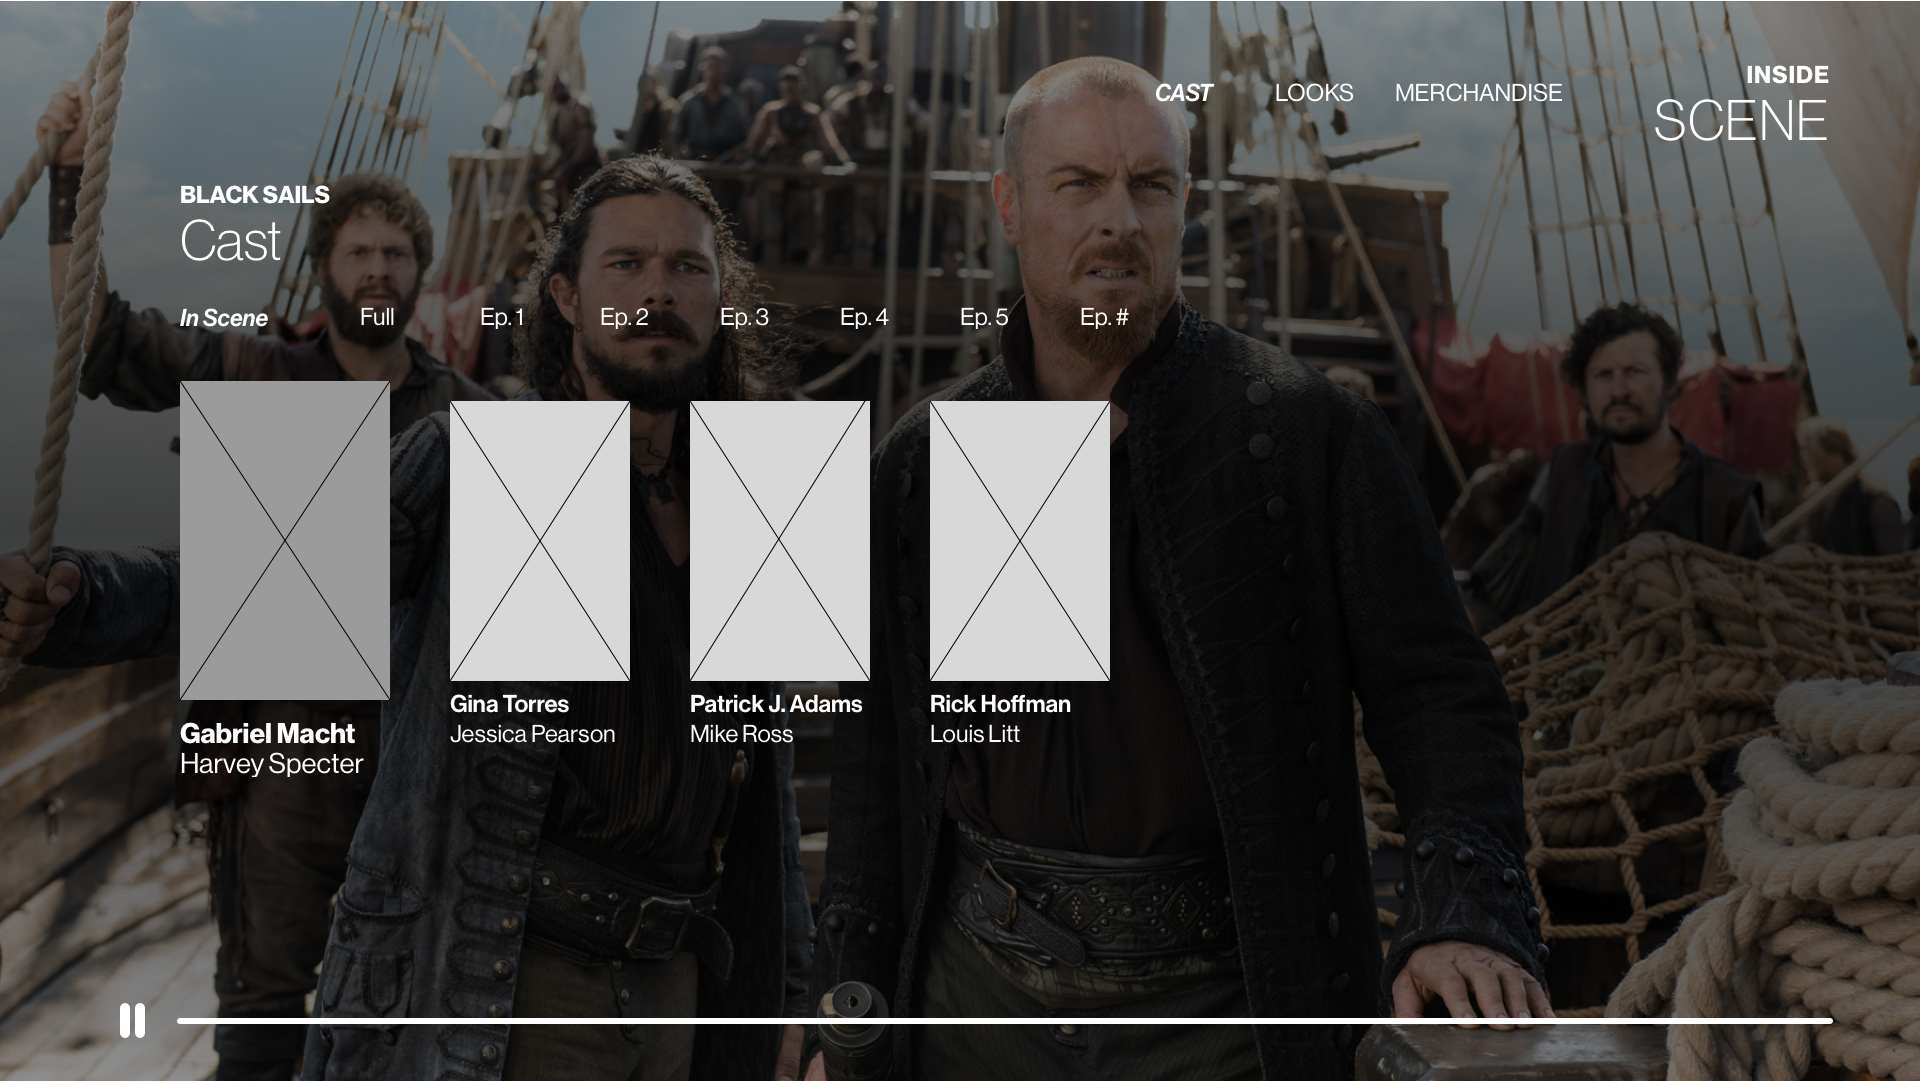 INSIDE
SCENE
CAST LOOKS MERCHANDISE
BLACK SAILS
Cast
In Scene Full Ep. 1 Ep. 2 Ep. 3 Ep. 4 Ep. 5 Ep. #
Gabriel Macht
Harvey Specter
Gina Torres
Jessica Pearson
Patrick J. Adams
Mike Ross
Rick Hoffman
Louis Litt